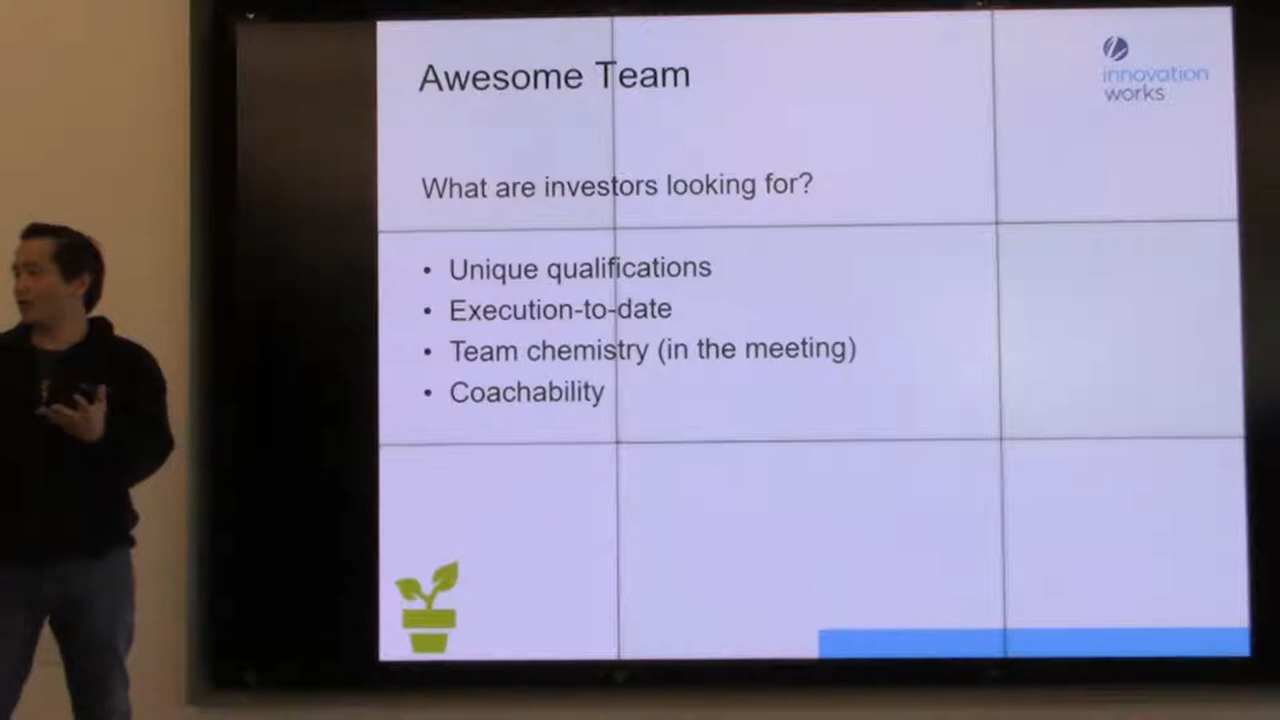 Awesome Team
innovation
works
What are investors looking for?
• Unique qualifications
• Execution-to-date
• Team chemistry (in the meeting)
• Coachability